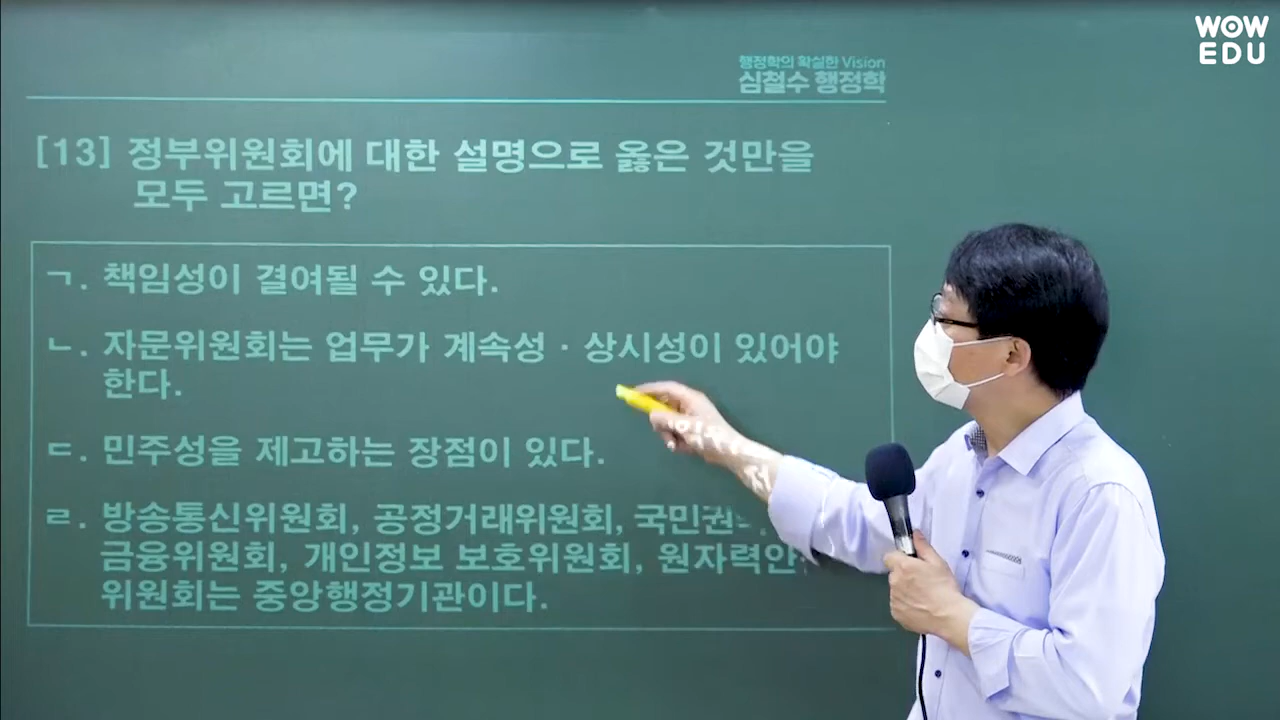 WOW
EDU
행정학의 확실한 Vision
심철수 행정학
[13] 정부위원회에 대한 설명으로 옳은 것만을
모두 고르면?
ㄱ. 책임성이 결여될 수 있다.
ㄴ. 자문위원회는 업무가 계속성 · 상시성이 있어야
한다.
ㄷ. 민주성을 제고하는 장점이 있다.
ㄹ. 방송통신위원회, 공정거래위원회, 국민권
금융위원회, 개인정보 보호위원회, 원자력안
위원회는 중앙행정기관이다.